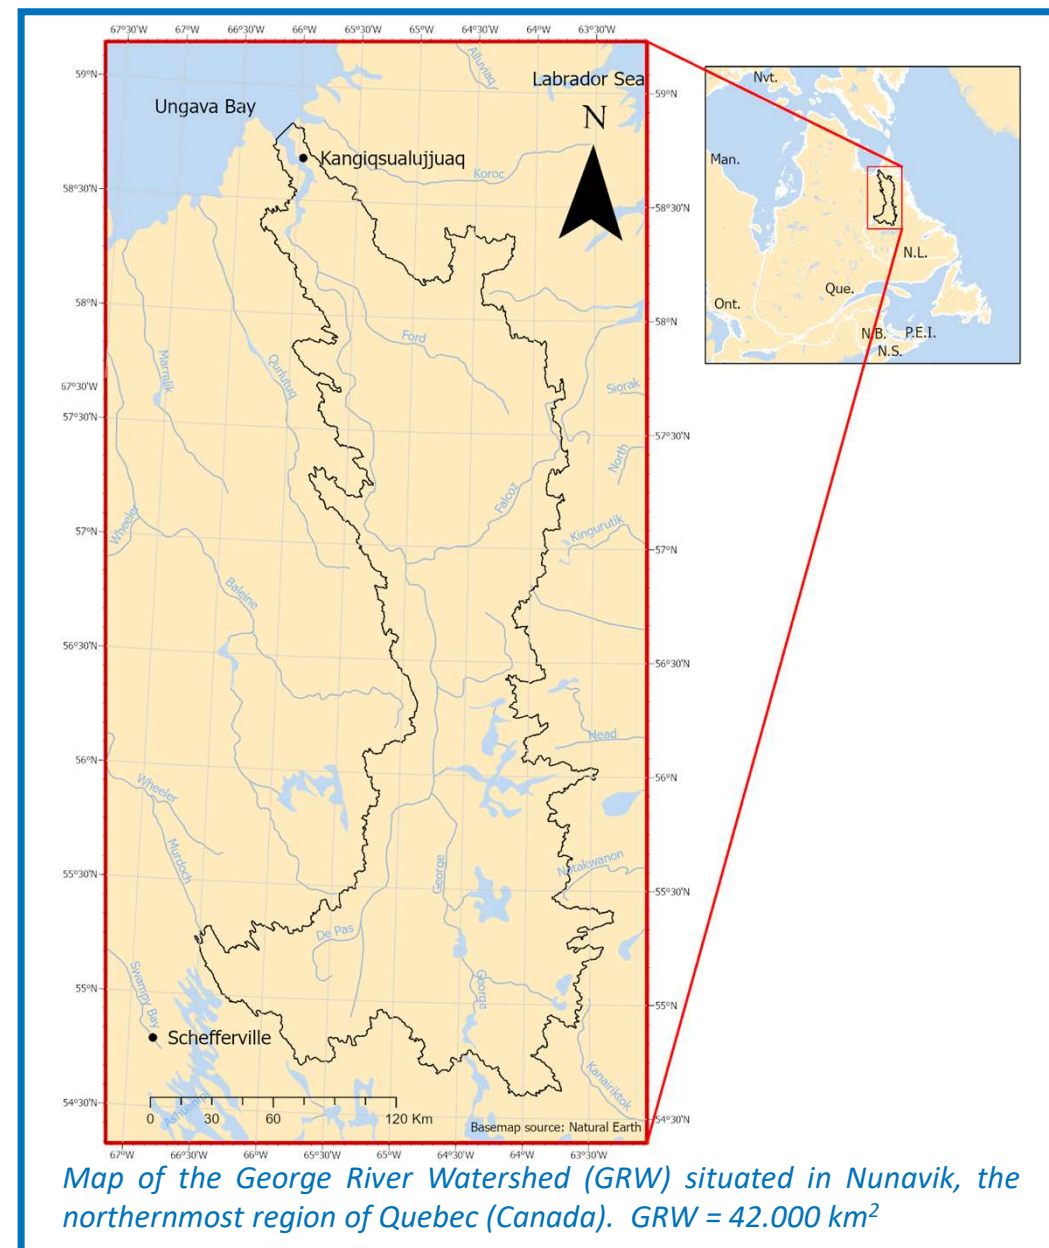 67°30'W 67°W 66°30'W 66°W 65°30'W 65°W 64°30'W 64°W 63°30'W
59°N
Alluviaq
Labrador Sea
59°N
Ungava Bay
N
Kangiqsualujjuaq
Koroc
58°30'N
58°30'N
58°N
58°N
Ford
Marralik
Qurlutuq
67°30'N
Siorak
57°30'N
57°30'N
North
Falcoz
Wheeler
Kingurutik
57°N
57°N
Baleine
56°30'N
56°30'N
Head
56°N
56°N
Wheeler
Murdoch
George
Notakwanon
55°30'N
55°30'N
De Pas
Swampy Bay
George
55°N
55°N
Schefferville
Kanairiktok
54°30'N
Ashuanipi
0 30 60 120 Km
Basemap source: Natural Earth
54°30'N
67°W 66°30'W 66°W 65°30'W 65°W 64°30'W 64°W 63°30'W
Nvt.
Man.
N.L.
Que.
Ont.
N.B.
P.E.I.
N.S.
Map of the George River Watershed (GRW) situated in Nunavik, the
northernmost region of Quebec (Canada). GRW = 42.000 km²